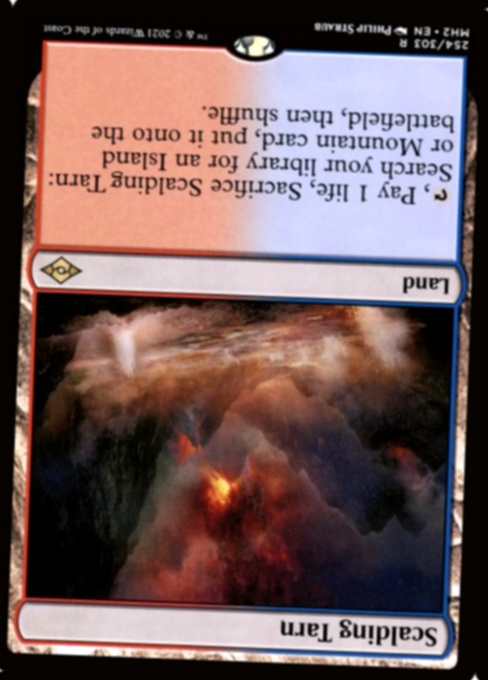 Scalding Tarn
Land
, Pay 1 life, Sacrifice Scalding Tarn:
Search your library for an Island
or Mountain card, put it onto the
battlefield, then shuffle.
254/303 R
MH2 • EN PHILIP STRAUB
™ & © 2021 Wizards of the Coast